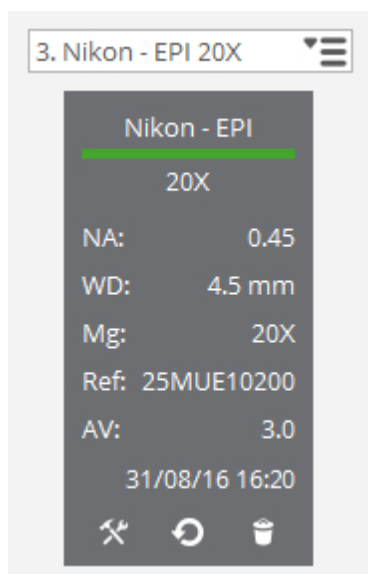 3. Nikon - EPI 20X
Nikon - EPI
20X
NA: 0.45
WD: 4.5 mm
Mg: 20X
Ref: 25MUE10200
AV: 3.0
31/08/16 16:20